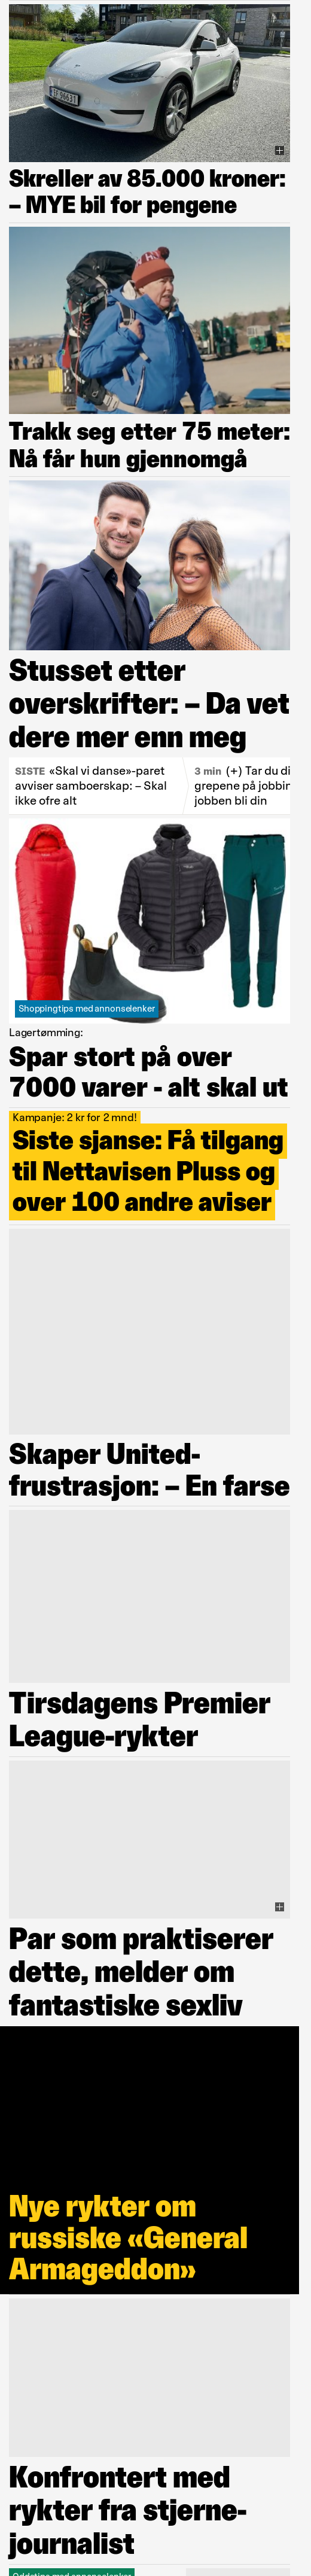 Skreller av 85.000 kroner:
– MYE bil for pengene
Trakk seg etter 75 meter:
Nå får hun gjennomgå
Stusset etter
overskrifter: – Da vet
dere mer enn meg
SISTE «Skal vi danse»-paret
avviser samboerskap: – Skal
ikke ofre alt
3 min (+) Tar du di
grepene på jobbin
jobben bli din
Shoppingtips med annonselenker
Lagertømming:
Spar stort på over
7000 varer - alt skal ut
Kampanje: 2 kr for 2 mnd!
Siste sjanse: Få tilgang
til Nettavisen Pluss og
over 100 andre aviser
Skaper United-
frustrasjon: – En farse
Tirsdagens Premier
League-rykter
Par som praktiserer
dette, melder om
fantastiske sexliv
Nye rykter om
russiske «General
Armageddon»
Konfrontert med
rykter fra stjerne-
journalist